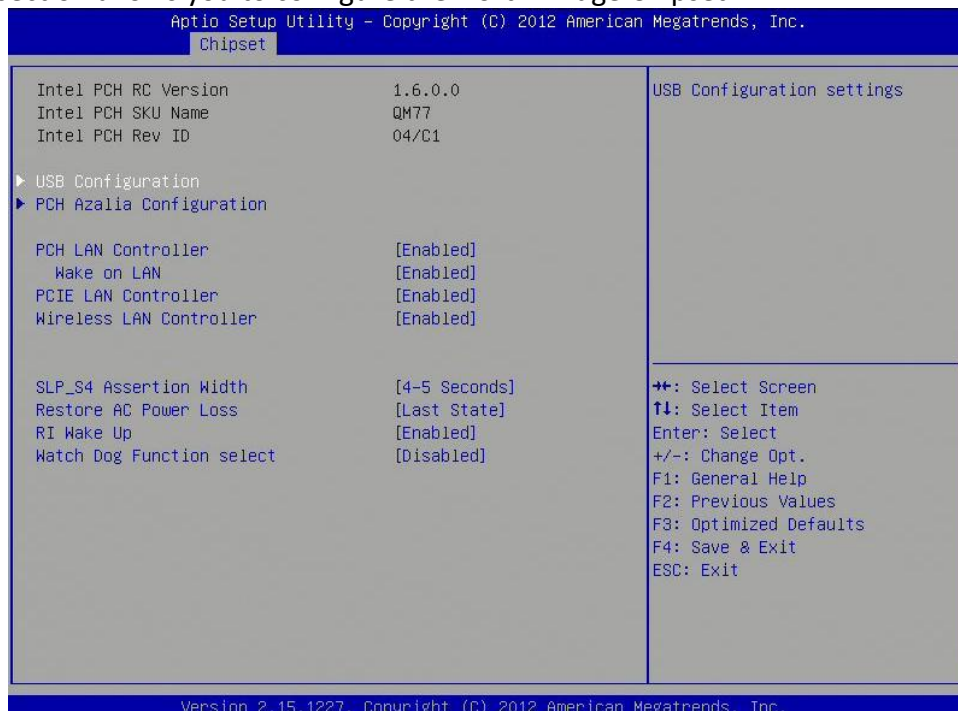 Aptio Setup Utility – Copyright (C) 2012 American Megatrends, Inc.
Chipset
Intel PCH RC Version 1.6.0.0
Intel PCH SKU Name QM77
Intel PCH Rev ID 04/C1
USB Configuration
PCH Azalia Configuration
PCH LAN Controller [Enabled]
Wake on LAN [Enabled]
PCIE LAN Controller [Enabled]
Wireless LAN Controller [Enabled]
SLP_S4 Assertion Width [4-5 Seconds]
Restore AC Power Loss [Last State]
RI Wake Up [Enabled]
Watch Dog Function select [Disabled]
USB Configuration settings
→←: Select Screen
↑↓: Select Item
Enter: Select
+/-: Change Opt.
F1: General Help
F2: Previous Values
F3: Optimized Defaults
F4: Save & Exit
ESC: Exit
Version 2.15.1227. Copyright (C) 2012 American Megatrends, Inc.